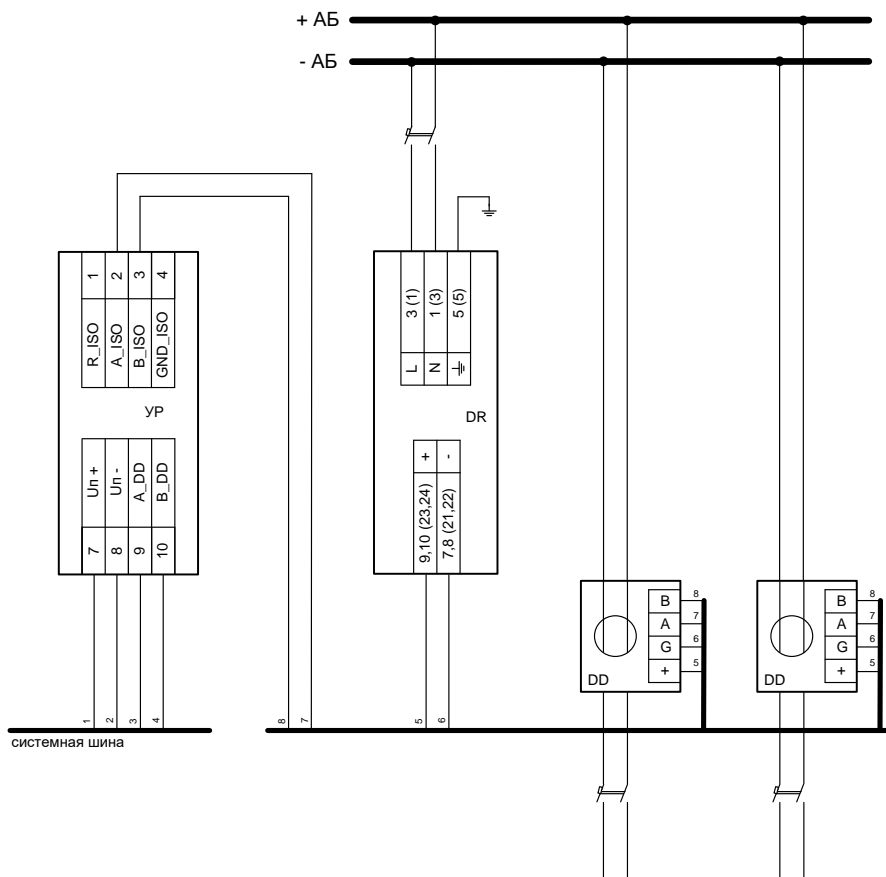 + АБ
- АБ
1 2 3 4
R_ISO A_ISO B_ISO GND_ISO
УР
Uп + Uп - A_DD B_DD
7 8 9 10
3 (1) 1 (3) 5 (5)
L N
DR
+ -
9,10 (23,24) 7,8 (21,22)
B 8
A 7
G 6
+ 5
DD
B 8
A 7
G 6
+ 5
DD
1 2 3 4 8 7 5 6
системная шина